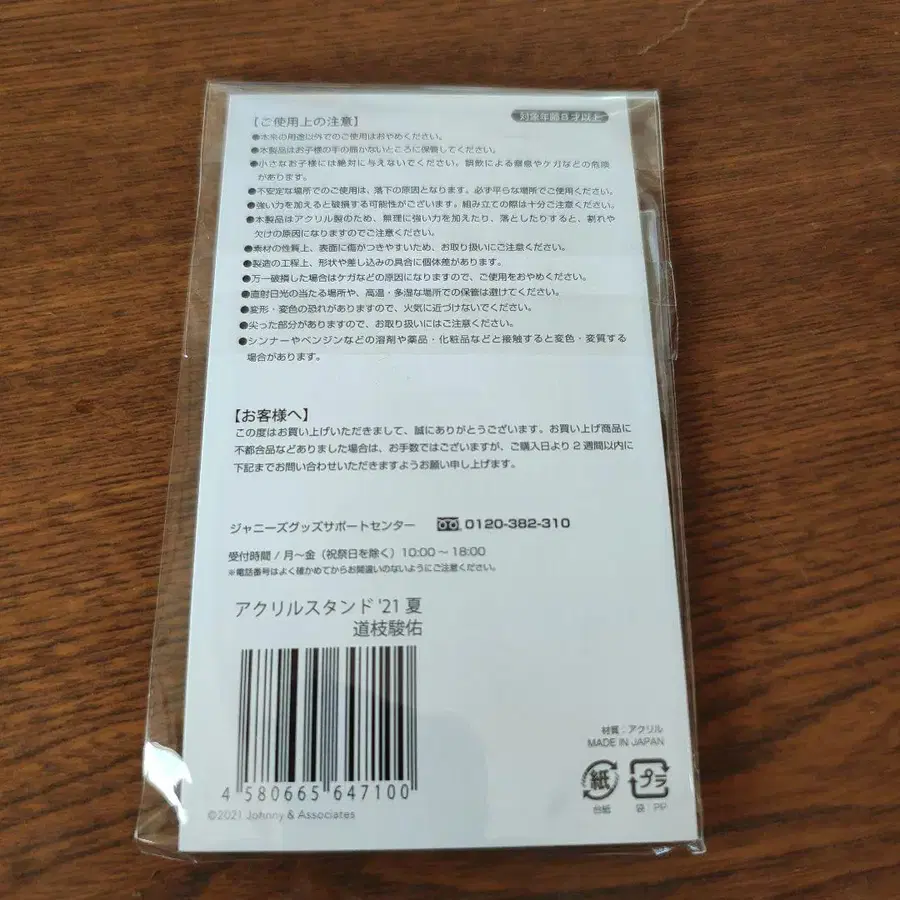 【ご使用上の注意】
対象年齢8才以上
●本来の用途以外でのご使用はおやめください。
●本製品はお子様の手の届かないところに保管してください。
●小さなお子様には絶対に与えないでください。誤飲による窒息やケガなどの危険
があります。
●不安定な場所でのご使用は、落下の原因となります。必ず平らな場所でご使用ください。
●強い力を加えると破損する可能性がございます。組み立ての際は十分ご注意ください。
●本製品はアクリル製のため、無理に強い力を加えたり、落としたりすると、割れや
欠けの原因になりますのでご注意ください。
●素材の性質上、表面に傷がつきやすいため、お取り扱いにご注意ください。
●製造の工程上、形状や差し込みの具合に個体差があります。
●万一破損した場合はケガなどの原因になりますので、ご使用をおやめください。
●直射日光の当たる場所や、高温・多湿な場所での保管は避けてください。
●変形・変色の恐れがありますので、火気に近づけないでください。
●尖った部分がありますので、お取り扱いにはご注意ください。
●シンナーやベンジンなどの溶剤や薬品・化粧品などと接触すると変色・変質する
場合があります。
【お客様へ】
この度はお買い上げいただきまして、誠にありがとうございます。お買い上げ商品に
不都合品などありました場合は、お手数ではございますが、ご購入日より2週間以内に
下記までお問い合わせいただきますようお願い申し上げます。
ジャニーズグッズサポートセンター 0120-382-310
受付時間/月〜金（祝祭日を除く）10:00〜18:00
※電話番号はよく確かめてからお間違いのないようにご注意ください。
アクリルスタンド'21 夏
道枝駿佑
4 580665 647100
©2021 Johnny & Associates
材質：アクリル
MADE IN JAPAN
紙 プラ
台紙 袋：PP